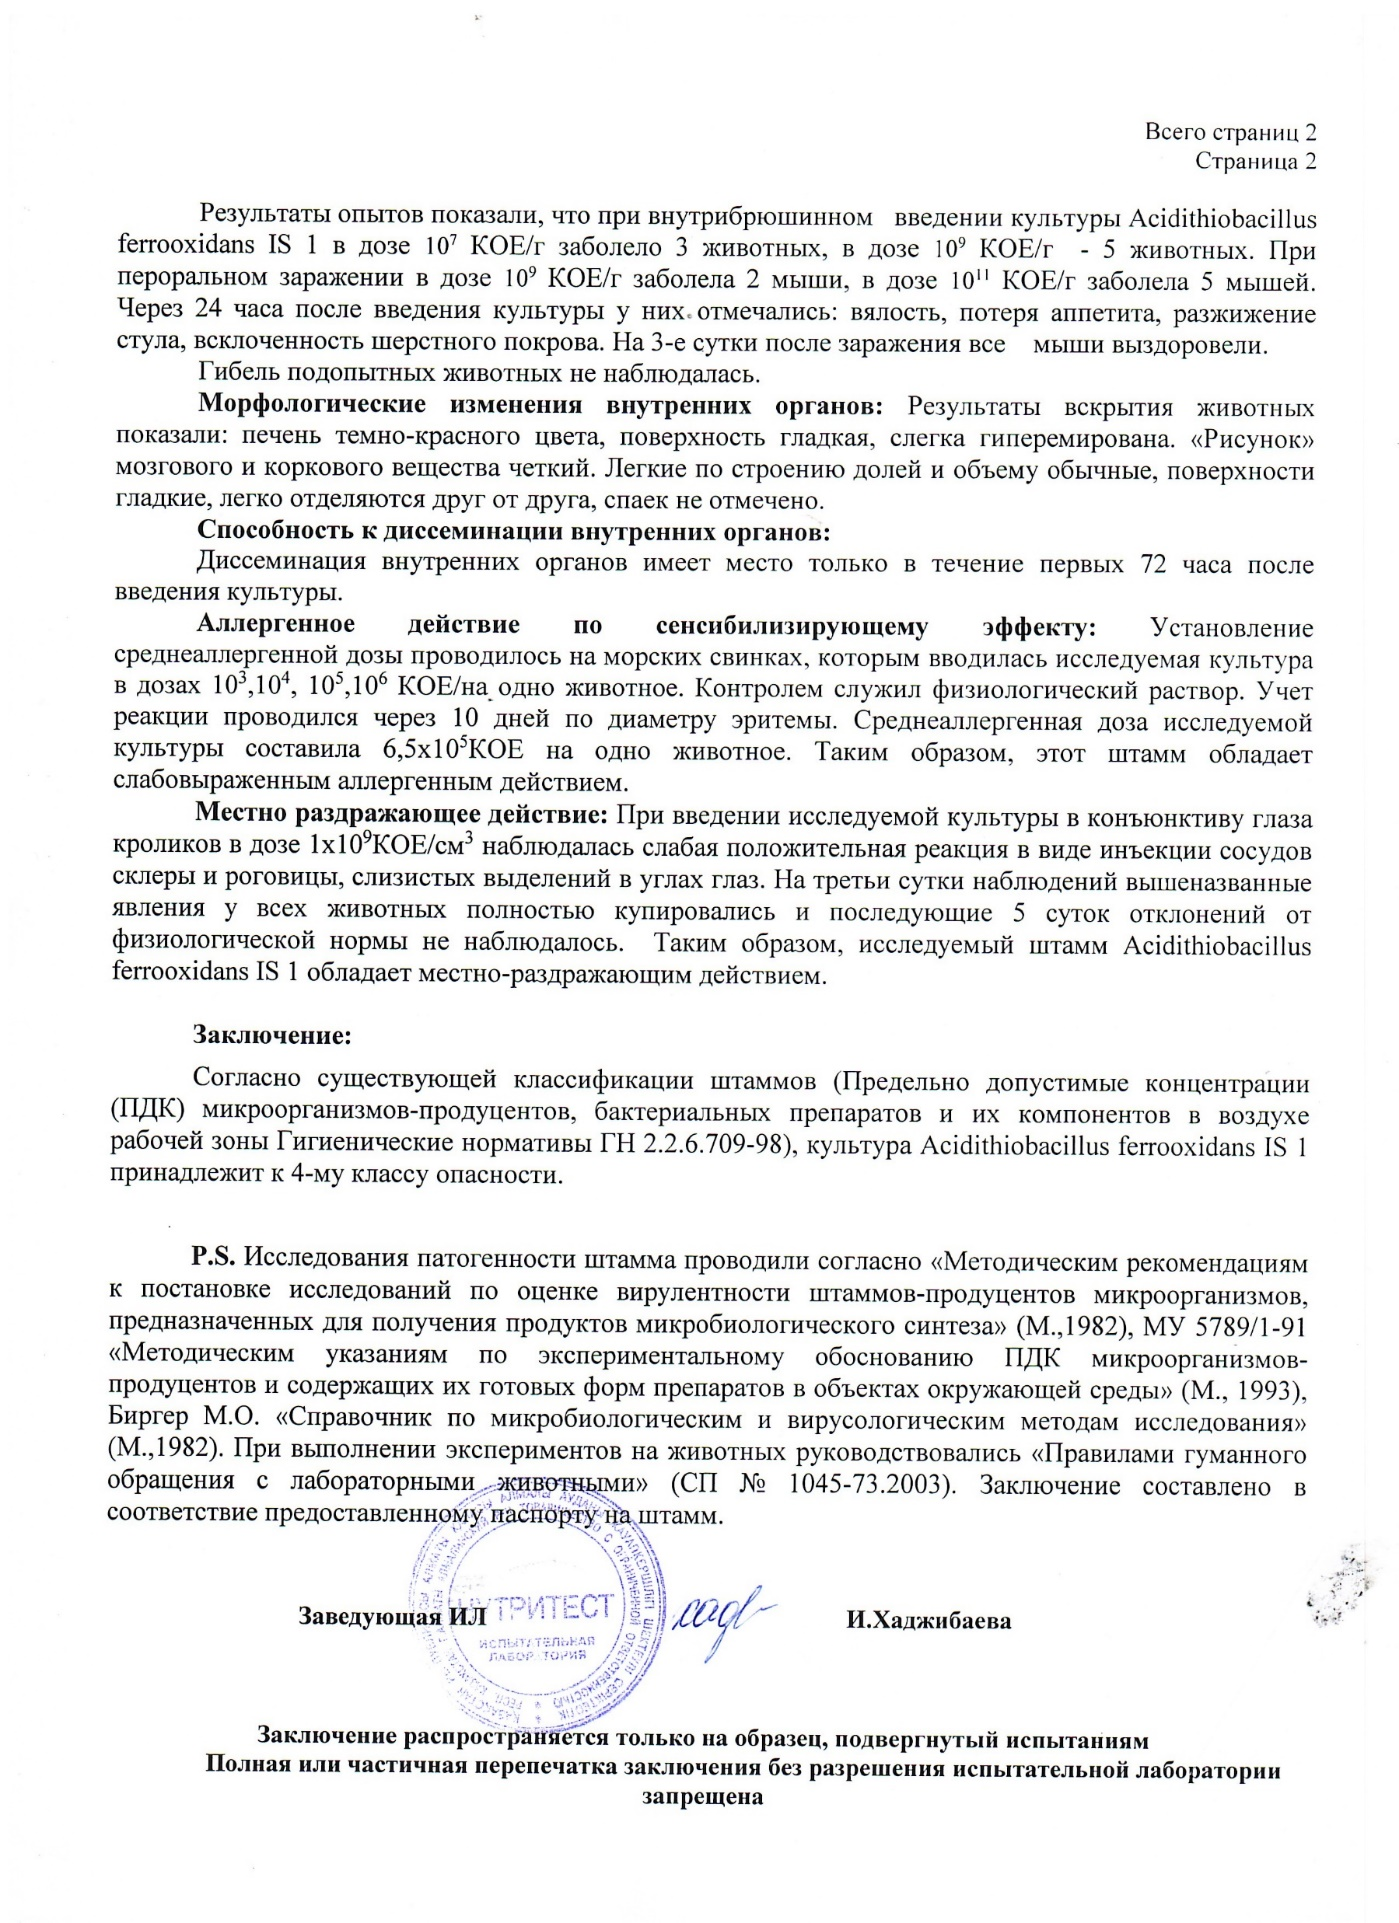 Всего страниц 2
Страница 2
Результаты опытов показали, что при внутрибрюшинном введении культуры Acidithiobacillus
ferrooxidans IS 1 в дозе 10⁷ КОЕ/г заболело 3 животных, в дозе 10⁹ КОЕ/г - 5 животных. При
пероральном заражении в дозе 10⁹ КОЕ/г заболела 2 мыши, в дозе 10¹¹ КОЕ/г заболела 5 мышей.
Через 24 часа после введения культуры у них отмечались: вялость, потеря аппетита, разжижение
стула, всклоченность шерстного покрова. На 3-е сутки после заражения все мыши выздоровели.
Гибель подопытных животных не наблюдалась.
Морфологические изменения внутренних органов: Результаты вскрытия животных
показали: печень темно-красного цвета, поверхность гладкая, слегка гиперемирована. «Рисунок»
мозгового и коркового вещества четкий. Легкие по строению долей и объему обычные, поверхности
гладкие, легко отделяются друг от друга, спаек не отмечено.
Способность к диссеминации внутренних органов:
Диссеминация внутренних органов имеет место только в течение первых 72 часа после
введения культуры.
Аллергенное действие по сенсибилизирующему эффекту: Установление
среднеаллергенной дозы проводилось на морских свинках, которым вводилась исследуемая культура
в дозах 10³,10⁴, 10⁵,10⁶ КОЕ/на одно животное. Контролем служил физиологический раствор. Учет
реакции проводился через 10 дней по диаметру эритемы. Среднеаллергенная доза исследуемой
культуры составила 6,5х10⁵КОЕ на одно животное. Таким образом, этот штамм обладает
слабовыраженным аллергенным действием.
Местно раздражающее действие: При введении исследуемой культуры в конъюнктиву глаза
кроликов в дозе 1х10⁹КОЕ/см³ наблюдалась слабая положительная реакция в виде инъекции сосудов
склеры и роговицы, слизистых выделений в углах глаз. На третьи сутки наблюдений вышеназванные
явления у всех животных полностью купировались и последующие 5 суток отклонений от
физиологической нормы не наблюдалось. Таким образом, исследуемый штамм Acidithiobacillus
ferrooxidans IS 1 обладает местно-раздражающим действием.
Заключение:
Согласно существующей классификации штаммов (Предельно допустимые концентрации
(ПДК) микроорганизмов-продуцентов, бактериальных препаратов и их компонентов в воздухе
рабочей зоны Гигиенические нормативы ГН 2.2.6.709-98), культура Acidithiobacillus ferrooxidans IS 1
принадлежит к 4-му классу опасности.
P.S. Исследования патогенности штамма проводили согласно «Методическим рекомендациям
к постановке исследований по оценке вирулентности штаммов-продуцентов микроорганизмов,
предназначенных для получения продуктов микробиологического синтеза» (М.,1982), МУ 5789/1-91
«Методическим указаниям по экспериментальному обоснованию ПДК микроорганизмов-
продуцентов и содержащих их готовых форм препаратов в объектах окружающей среды» (М., 1993),
Биргер М.О. «Справочник по микробиологическим и вирусологическим методам исследования»
(М.,1982). При выполнении экспериментов на животных руководствовались «Правилами гуманного
обращения с лабораторными животными» (СП № 1045-73.2003). Заключение составлено в
соответствие предоставленному паспорту на штамм.
Заведующая ИЛ И.Хаджибаева
НУТРИТЕСТ
ИСПЫТАТЕЛЬНАЯ
ЛАБОРАТОРИЯ
Заключение распространяется только на образец, подвергнутый испытаниям
Полная или частичная перепечатка заключения без разрешения испытательной лаборатории
запрещена